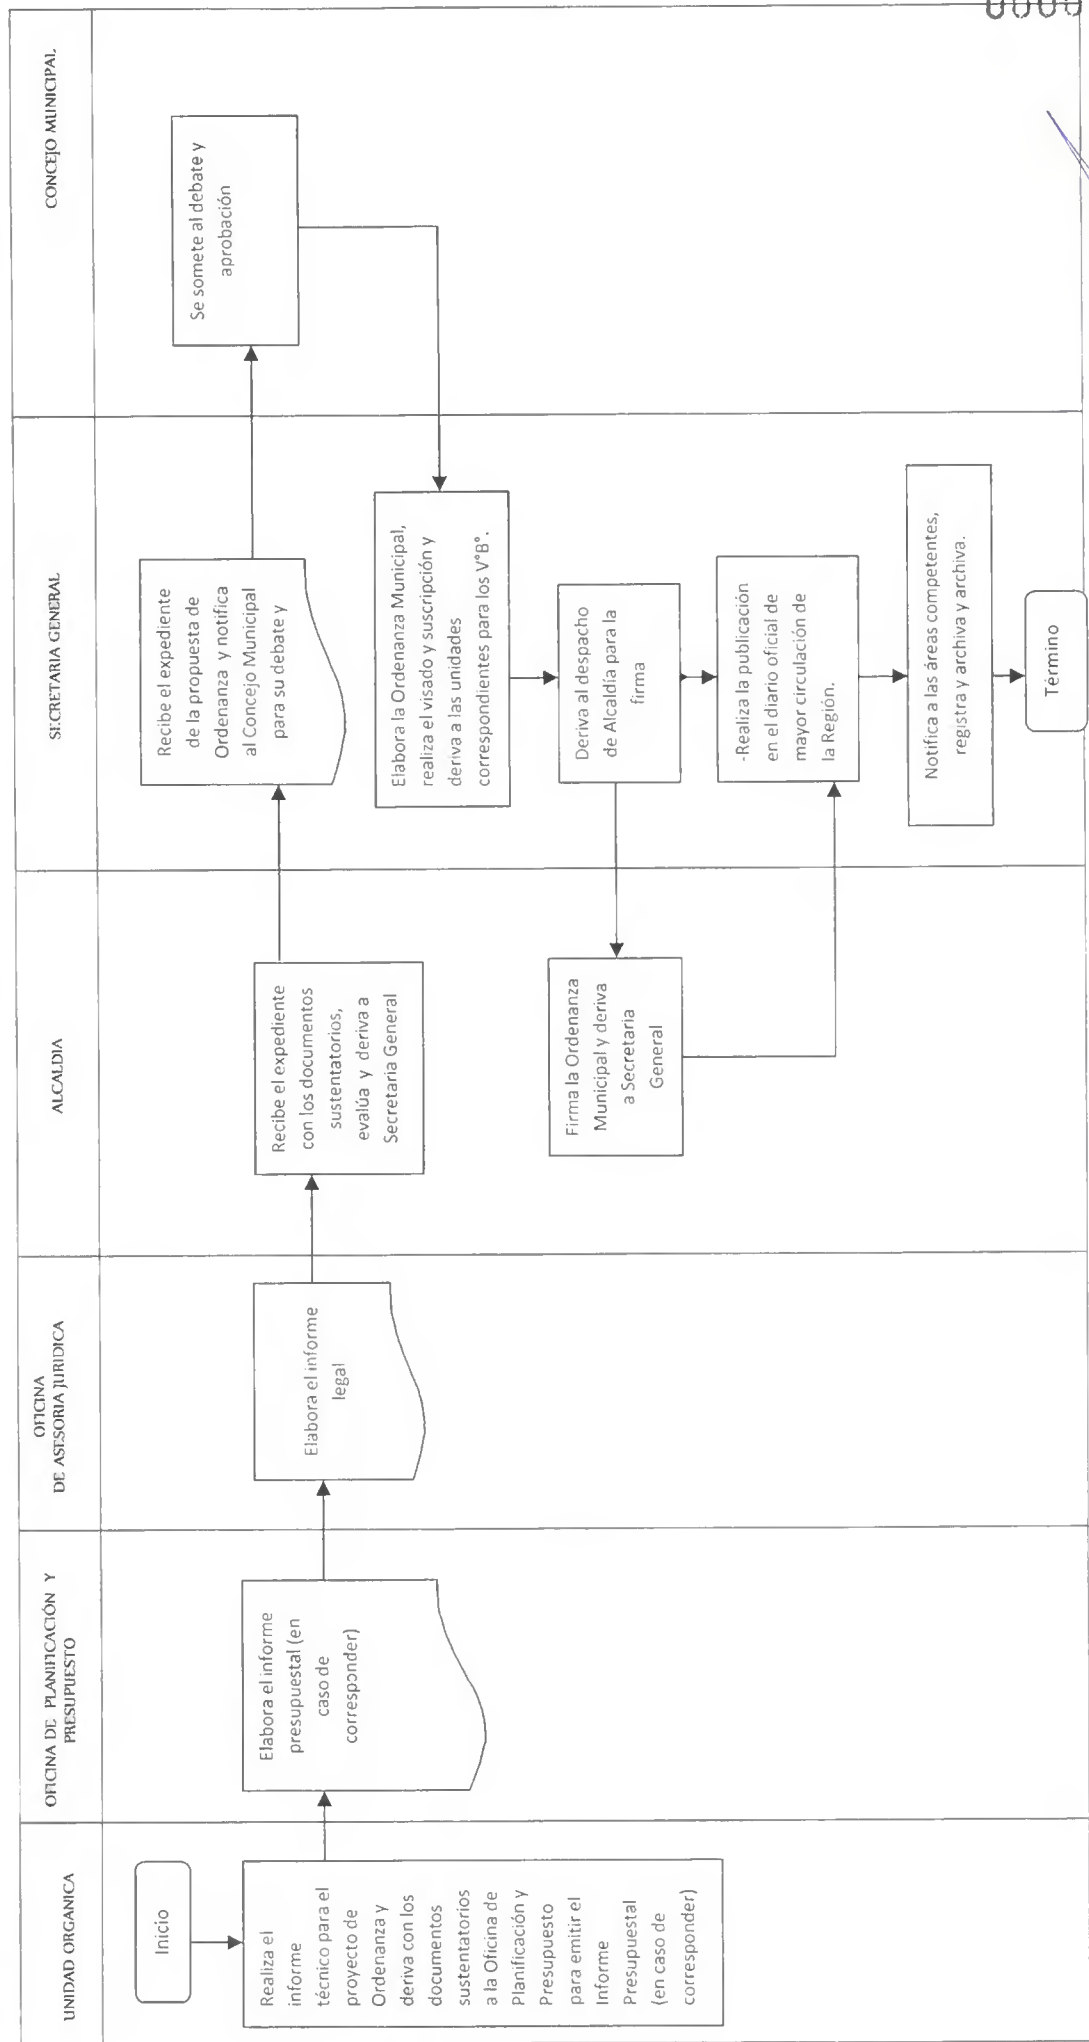 UNIDAD ORGANICA
OFICINA DE PLANIFICACIÓN Y
PRESUPUESTO
OFICINA
DE ASESORIA JURIDICA
ALCALDIA
SECRETARIA GENERAL
CONCEJO MUNICIPAL
Inicio
Realiza el
informe
técnico para el
proyecto de
Ordenanza y
deriva con los
documentos
sustentatorios
a la Oficina de
Planificación y
Presupuesto
para emitir el
Informe
Presupuestal
(en caso de
corresponder)
Elabora el informe
presupuestal (en
caso de
corresponder)
Elabora el informe
legal
Recibe el expediente
con los documentos
sustentatorios,
evalúa y deriva a
Secretaria General
Recibe el expediente
de la propuesta de
Ordenanza y notifica
al Concejo Municipal
para su debate y
Se somete al debate y
aprobación
Elabora la Ordenanza Municipal,
realiza el visado y suscripción y
deriva a las unidades
correspondientes para los V°B°.
Deriva al despacho
de Alcaldía para la
firma
Firma la Ordenanza
Municipal y deriva
a Secretaria
General
-Realiza la publicación
en el diario oficial de
mayor circulación de
la Región.
Notifica a las áreas competentes,
registra y archiva y archiva.
Término